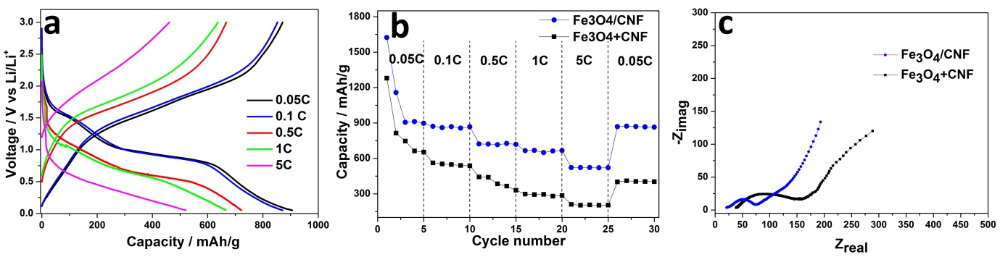 a
3.0
2.5
2.0
1.5
1.0
0.5
0.0
Voltage / V vs Li/Li+
0 200 400 600 800 1000
Capacity / mAh/g
0.05C
0.1 C
0.5C
1C
5C
b
1800
1500
1200
900
600
300
Capacity / mAh/g
0 5 10 15 20 25 30
Cycle number
Fe3O4/CNF
Fe3O4+CNF
0.05C 0.1C 0.5C 1C 5C 0.05C
c
300
250
200
150
100
50
0
-Zimag
0 50 100 150 200 250 300 350 400 450 500
Zreal
Fe3O4/CNF
Fe3O4+CNF